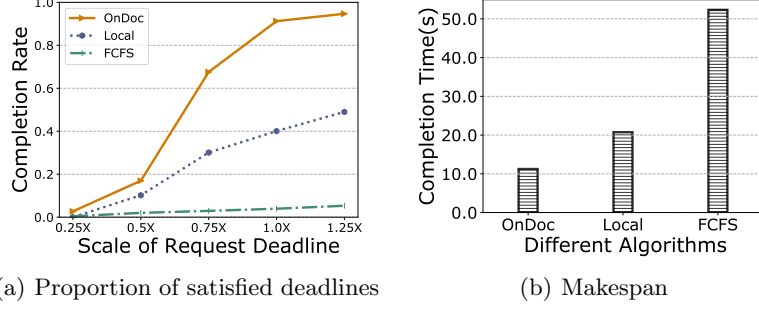 1.0
0.8
0.6
0.4
0.2
0.0
Completion Rate
OnDoc
Local
FCFS
0.25X 0.5X 0.75X 1.0X 1.25X
Scale of Request Deadline
(a) Proportion of satisfied deadlines
50.0
40.0
30.0
20.0
10.0
0.0
Completion Time(s)
OnDoc Local FCFS
Different Algorithms
(b) Makespan